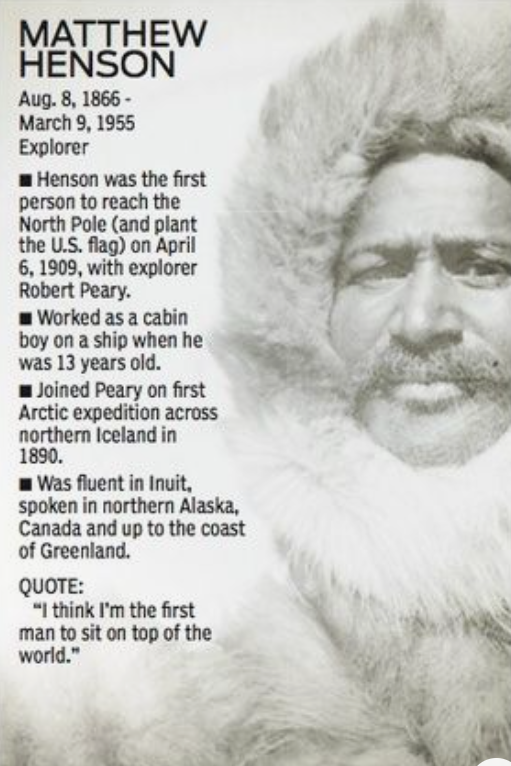 MATTHEW
HENSON
Aug. 8, 1866 -
March 9, 1955
Explorer
■ Henson was the first
person to reach the
North Pole (and plant
the U.S. flag) on April
6, 1909, with explorer
Robert Peary.
■ Worked as a cabin
boy on a ship when he
was 13 years old.
■ Joined Peary on first
Arctic expedition across
northern Iceland in
1890.
■ Was fluent in Inuit,
spoken in northern Alaska,
Canada and up to the coast
of Greenland.
QUOTE:
“I think I’m the first
man to sit on top of the
world.”